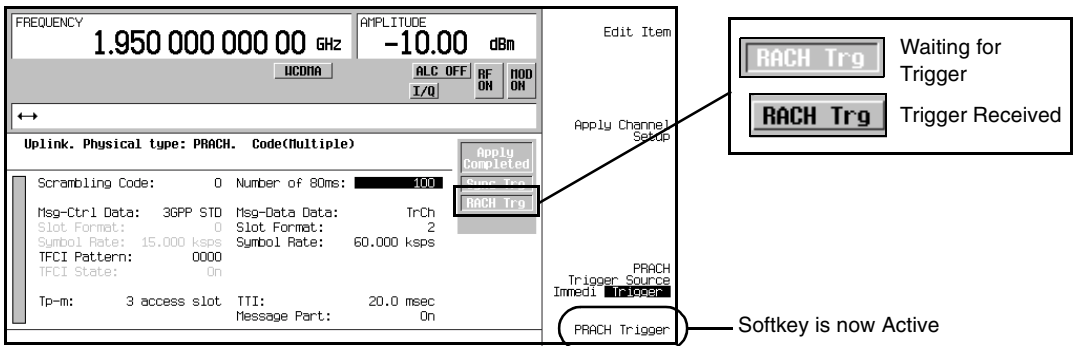 FREQUENCY
1.950 000 000 00 GHz
AMPLITUDE
-10.00 dBm
WCDMA
ALC OFF
I/Q
RF ON
MOD ON
↔
Uplink. Physical type: PRACH. Code(Multiple)
Apply Completed
Sync Trg
RACH Trg
Scrambling Code: 0 Number of 80ms: 100
Msg-Ctrl Data: 3GPP STD Msg-Data Data: TrCh
Slot Format: 0 Slot Format: 2
Symbol Rate: 15.000 ksps Symbol Rate: 60.000 ksps
TFCI Pattern: 0000
TFCI State: On
Tp-m: 3 access slot TTI: 20.0 msec
Message Part: On
Edit Item
Apply Channel
Setup
PRACH
Trigger Source
Immedi Trigger
PRACH Trigger
RACH Trg
Waiting for
Trigger
RACH Trg
Trigger Received
Softkey is now Active